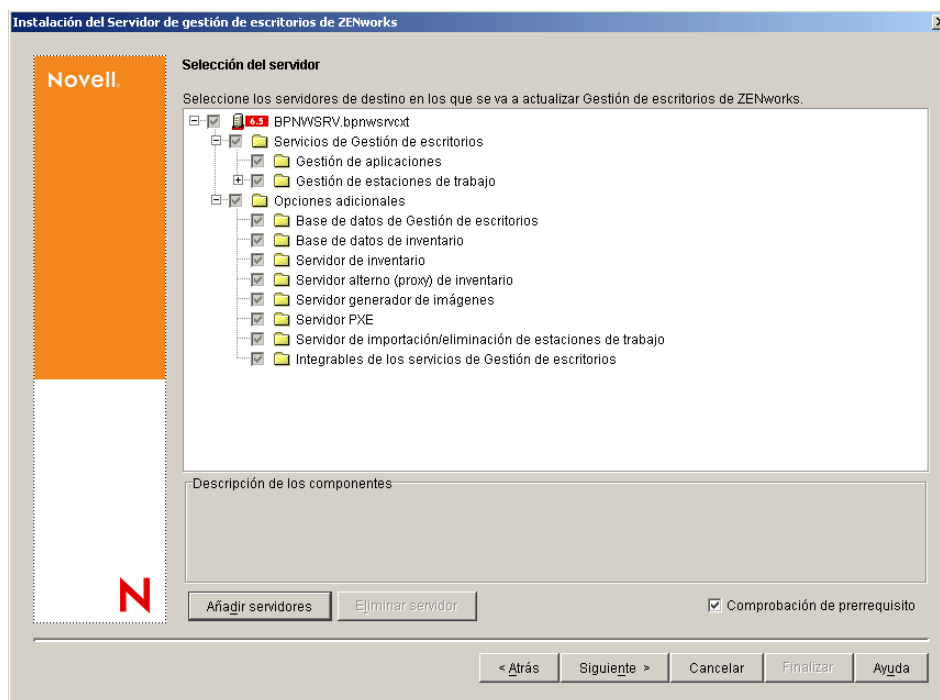 Instalación del Servidor de gestión de escritorios de ZENworks
Novell.
Selección del servidor
Seleccione los servidores de destino en los que se va a actualizar Gestión de escritorios de ZENworks.
6.5 BPNWSRV.bpnwsrvcxt
Servicios de Gestión de escritorios
Gestión de aplicaciones
Gestión de estaciones de trabajo
Opciones adicionales
Base de datos de Gestión de escritorios
Base de datos de inventario
Servidor de inventario
Servidor alterno (proxy) de inventario
Servidor generador de imágenes
Servidor PXE
Servidor de importación/eliminación de estaciones de trabajo
Integrables de los servicios de Gestión de escritorios
Descripción de los componentes
N
Añadir servidores Eliminar servidor Comprobación de prerrequisito
< Atrás Siguiente > Cancelar Finalizar Ayuda